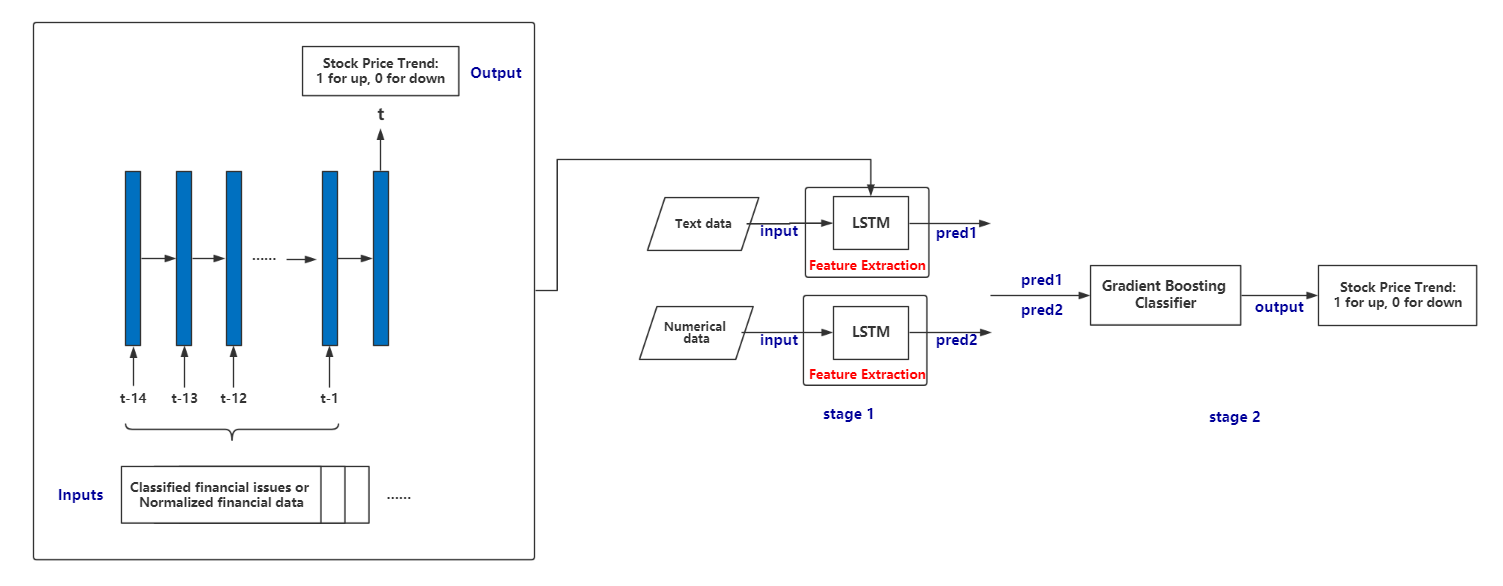 Stock Price Trend:
1 for up, 0 for down
Output
t
......
t-14
t-13
t-12
t-1
Inputs
Classified financial issues or
Normalized financial data
......
Text data
input
LSTM
pred1
Feature Extraction
Numerical
data
input
LSTM
pred2
Feature Extraction
stage 1
pred1
pred2
Gradient Boosting
Classifier
output
Stock Price Trend:
1 for up, 0 for down
stage 2